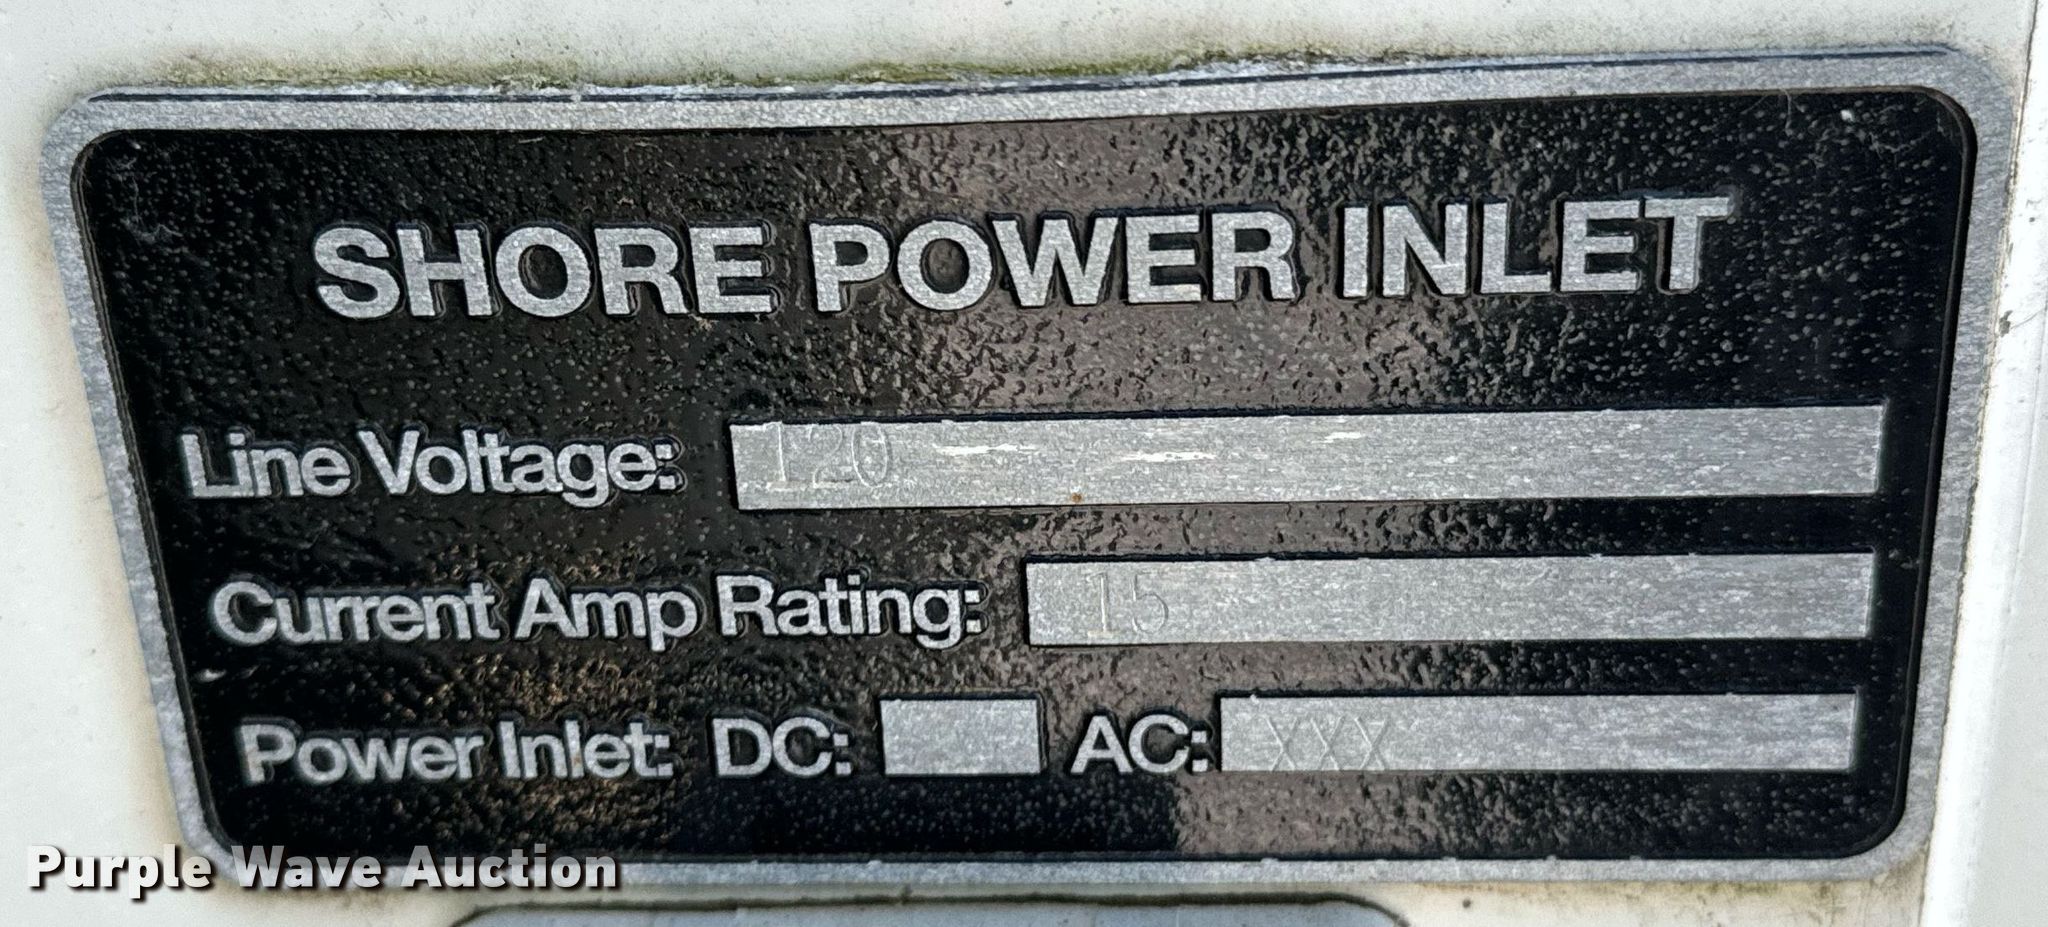 SHORE POWER INLET
Line Voltage: 120
Current Amp Rating: 15
Power Inlet: DC: AC: XXX
Purple Wave Auction